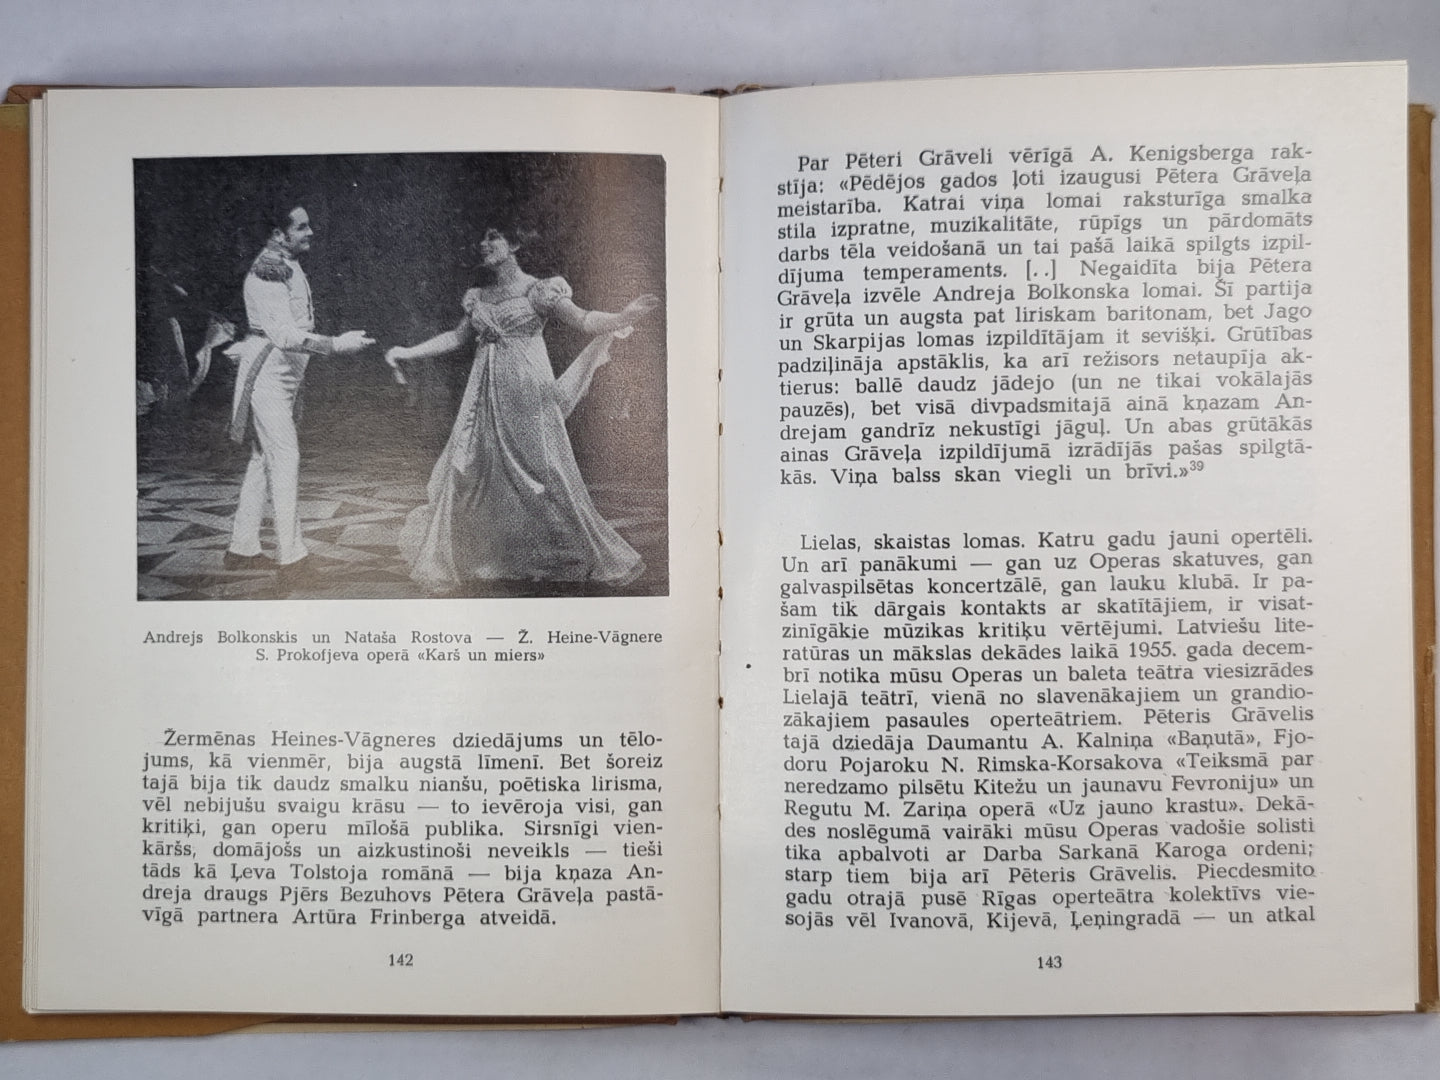 Andrejs Bolkonskis un Nataša Rostova — Ž. Heine-Vāgnere
S. Prokofjeva operā «Karš un miers»
Žermēnas Heines-Vāgneres dziedājums un tēlo-
jums, kā vienmēr, bija augstā līmenī. Bet šoreiz
tajā bija tik daudz smalku nianšu, poētiska lirisma,
vēl nebijušu svaigu krāsu — to ievēroja visi, gan
kritiķi, gan operu mīlošā publika. Sirsnīgi vien-
kāršs, domājošs un aizkustinoši neveikls — tieši
tāds kā Ļeva Tolstoja romānā — bija kņaza An-
dreja draugs Pjērs Bezuhovs Pētera Grāveļa pastā-
vīgā partnera Artūra Frinberga atveidā.
142
Par Pēteri Grāveli vērīgā A. Kenigsberga rak-
stīja: «Pēdējos gados ļoti izaugusi Pētera Grāveļa
meistarība. Katrai viņa lomai raksturīga smalka
stila izpratne, muzikalitāte, rūpīgs un pārdomāts
darbs tēla veidošanā un tai pašā laikā spilgts izpil-
dījuma temperaments. [..] Negaidīta bija Pētera
Grāveļa izvēle Andreja Bolkonska lomai. Šī partija
ir grūta un augsta pat liriskam baritonam, bet Jago
un Skarpijas lomas izpildītājam it sevišķi. Grūtības
padziļināja apstāklis, ka arī režisors netaupīja ak-
tierus: ballē daudz jādejo (un ne tikai vokālajās
pauzēs), bet visā divpadsmitajā ainā kņazam An-
drejam gandrīz nekustīgi jāguļ. Un abas grūtākās
ainas Grāveļa izpildījumā izrādījās pašas spilgtā-
kās. Viņa balss skan viegli un brīvi.»39
Lielas, skaistas lomas. Katru gadu jauni opertēli.
Un arī panākumi — gan uz Operas skatuves, gan
galvaspilsētas koncertzālē, gan lauku klubā. Ir pa-
šam tik dārgais kontakts ar skatītājiem, ir visat-
zinīgākie mūzikas kritiķu vērtējumi. Latviešu lite-
ratūras un mākslas dekādes laikā 1955. gada decem-
brī notika mūsu Operas un baleta teātra viesizrādes
Lielajā teātrī, vienā no slavenākajiem un grandio-
zākajiem pasaules operteātriem. Pēteris Grāvelis
tajā dziedāja Daumantu A. Kalniņa «Baņutā», Fjo-
doru Pojaroku N. Rimska-Korsakova «Teiksmā par
neredzamo pilsētu Kitežu un jaunavu Fevroniju» un
Regutu M. Zariņa operā «Uz jauno krastu». Dekā-
des noslēgumā vairāki mūsu Operas vadošie solisti
tika apbalvoti ar Darba Sarkanā Karoga ordeni;
starp tiem bija arī Pēteris Grāvelis. Piecdesmito
gadu otrajā pusē Rīgas operteātra kolektīvs vie-
sojās vēl Ivanovā, Kijevā, Ļeņingradā — un atkal
143